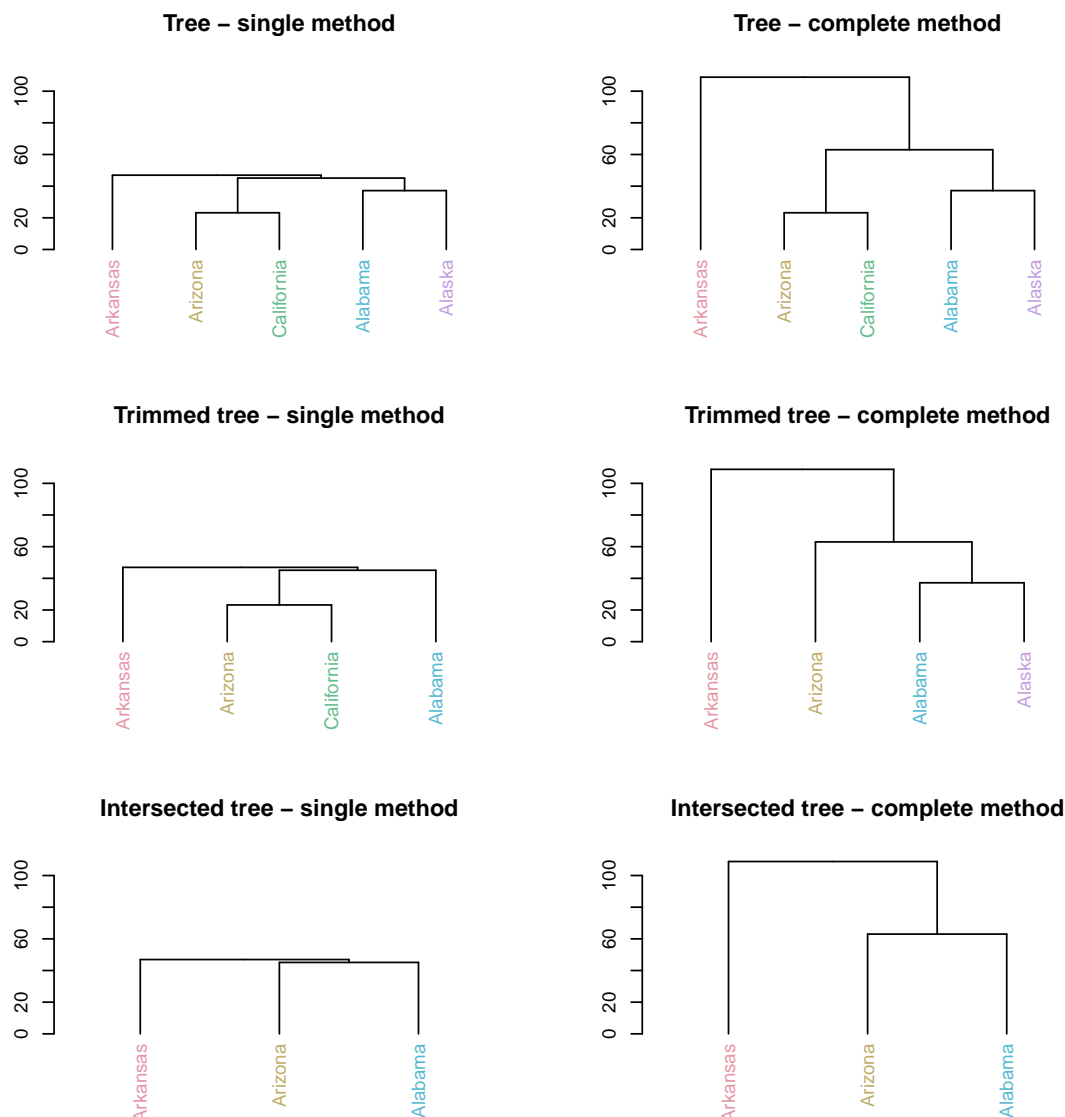 Tree – single method
100
60
20
0
Arkansas
Arizona
California
Alabama
Alaska
Tree – complete method
100
60
20
0
Arkansas
Arizona
California
Alabama
Alaska
Trimmed tree – single method
100
60
20
0
Arkansas
Arizona
California
Alabama
Trimmed tree – complete method
100
60
20
0
Arkansas
Arizona
Alabama
Alaska
Intersected tree – single method
100
60
20
0
Arkansas
Arizona
Alabama
Intersected tree – complete method
100
60
20
0
Arkansas
Arizona
Alabama